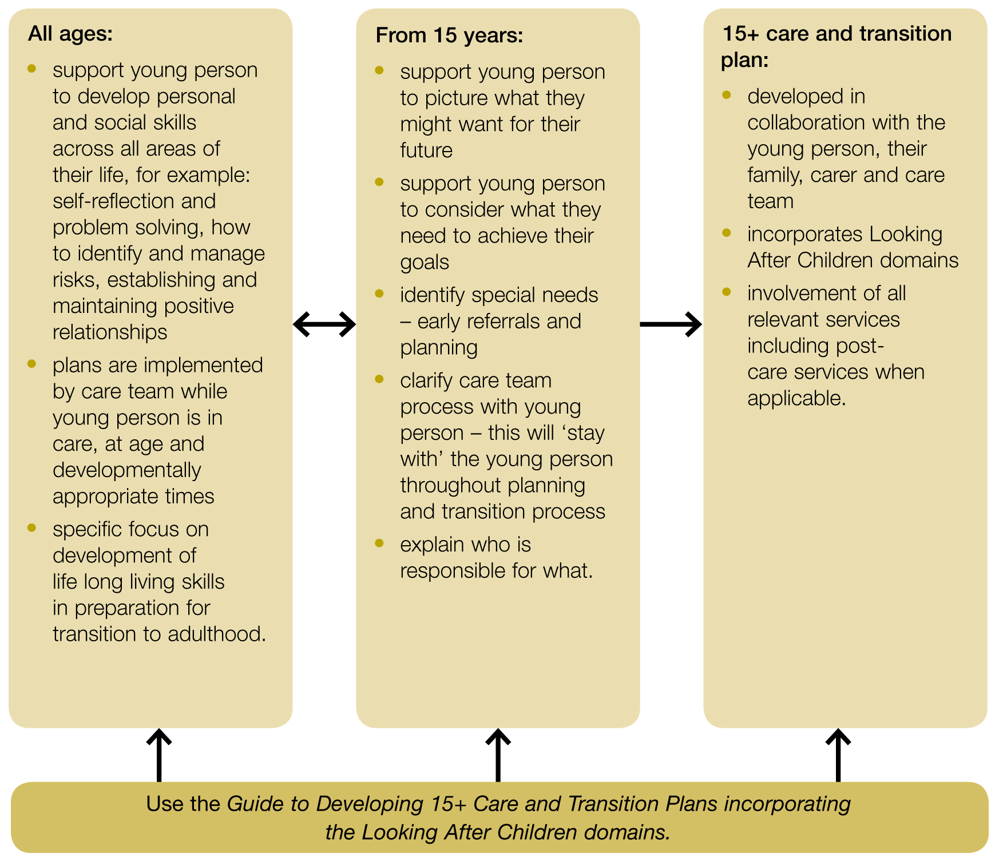 All ages:
support young person
to develop personal
and social skills
across all areas of
their life, for example:
self-reflection and
problem solving, how
to identify and manage
risks, establishing and
maintaining positive
relationships
plans are implemented
by care team while
young person is in
care, at age and
developmentally
appropriate times
specific focus on
development of
life long living skills
in preparation for
transition to adulthood.
From 15 years:
support young person
to picture what they
might want for their
future
support young person
to consider what they
need to achieve their
goals
identify special needs
– early referrals and
planning
clarify care team
process with young
person – this will ‘stay
with’ the young person
throughout planning
and transition process
explain who is
responsible for what.
15+ care and transition
plan:
developed in
collaboration with the
young person, their
family, carer and care
team
incorporates Looking
After Children domains
involvement of all
relevant services
including post-
care services when
applicable.
Use the Guide to Developing 15+ Care and Transition Plans incorporating
the Looking After Children domains.